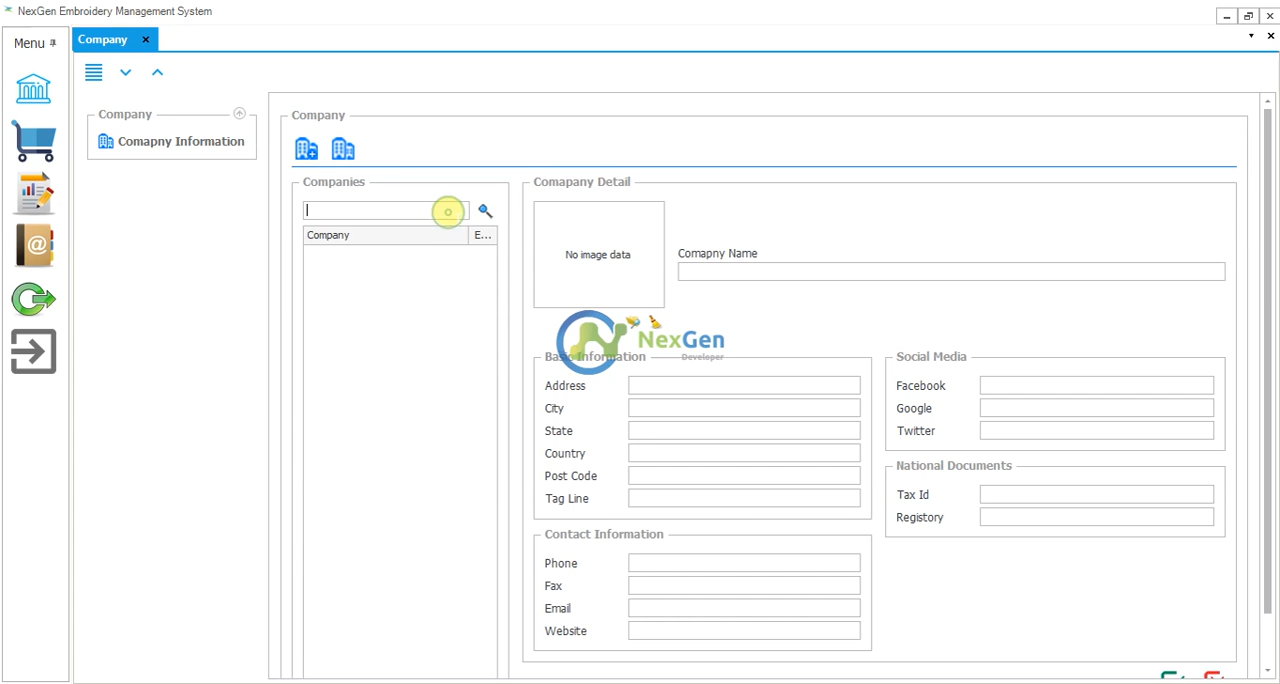 NexGen Embroidery Management System
Menu
Company
Company
Comapny Information
Company
Companies
Company E...
Comapany Detail
No image data
Comapny Name
NexGen
Developer
Basic Information
Address
City
State
Country
Post Code
Tag Line
Contact Information
Phone
Fax
Email
Website
Social Media
Facebook
Google
Twitter
National Documents
Tax Id
Registory